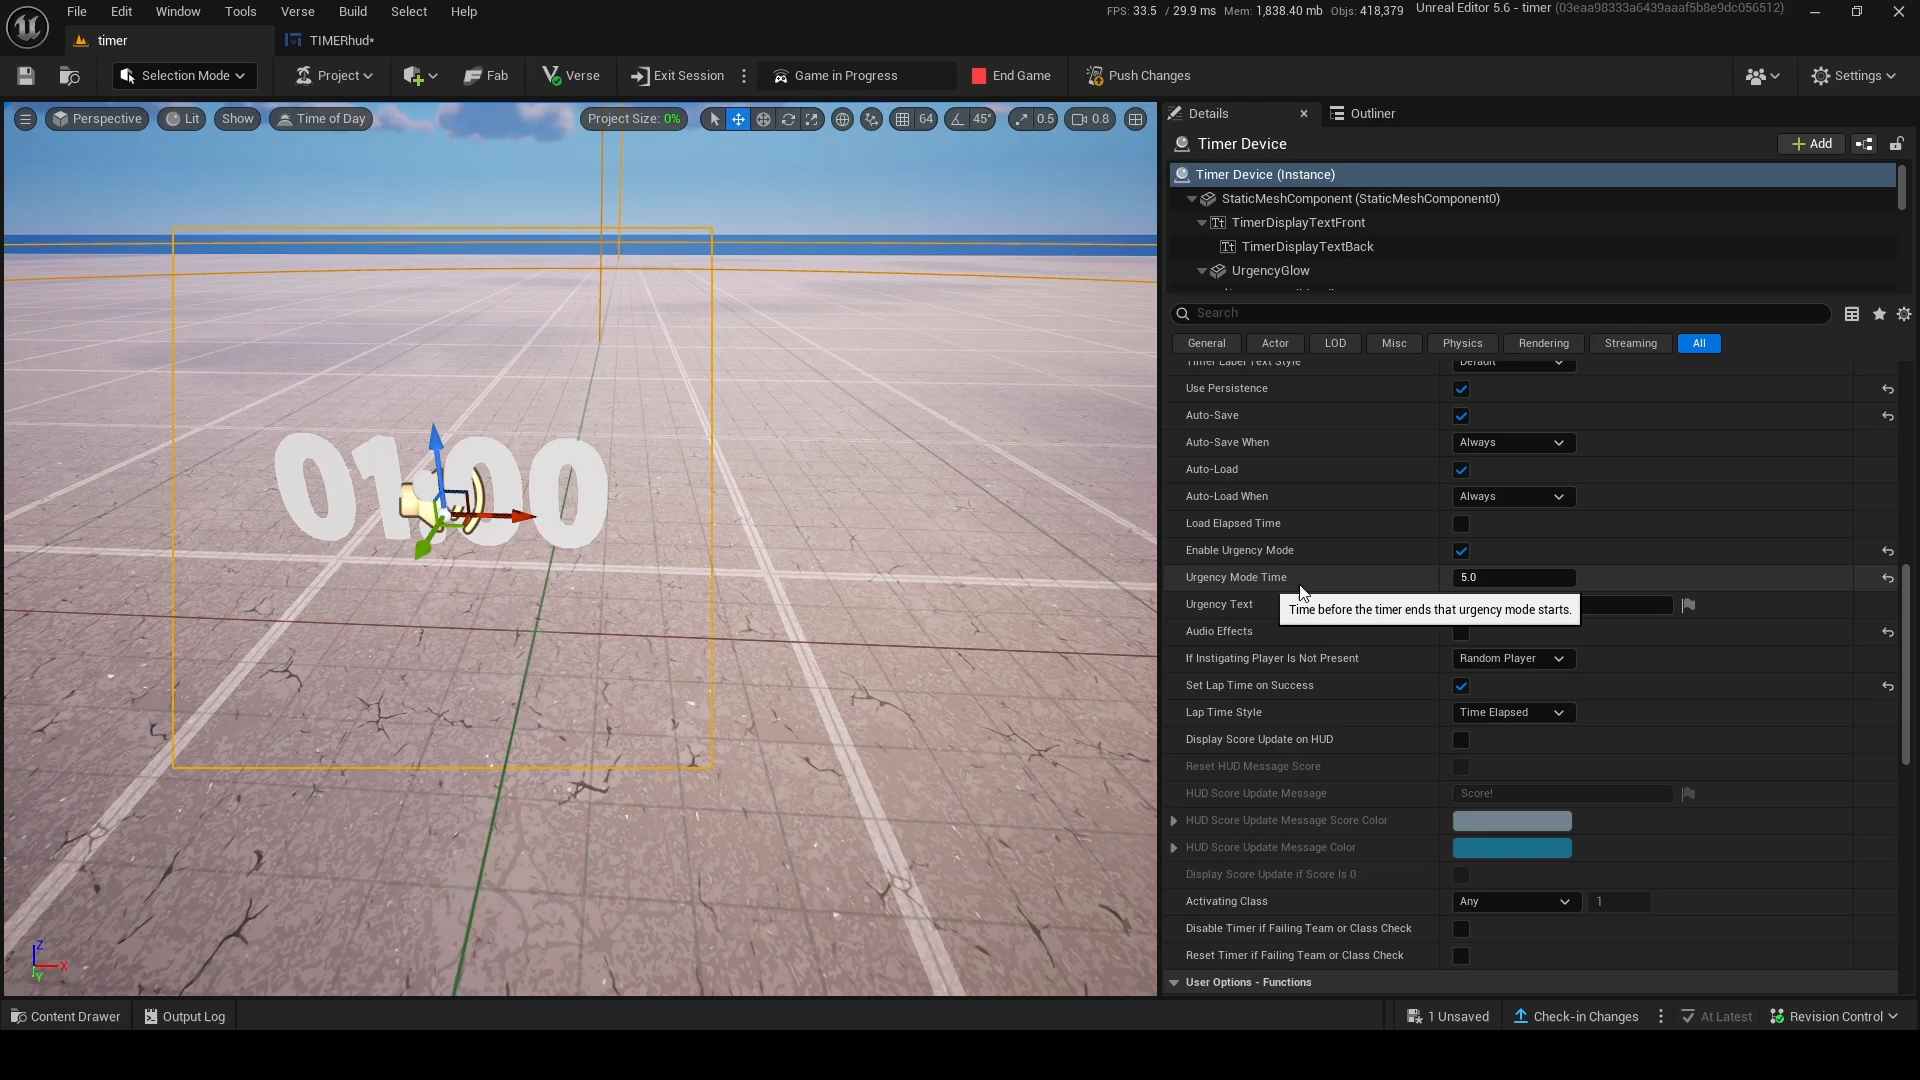 File Edit Window Tools Verse Build Select Help
FPS: 33.5 / 29.9 ms Mem: 1,838.40 mb Objs: 418,379 Unreal Editor 5.6 - timer (03eaa98333a6439aaaf5b8e9dc056512)
timer TIMERhud*
Selection Mode Project Fab Verse Exit Session Game in Progress End Game Push Changes Settings
Perspective Lit Show Time of Day Project Size: 0% 64 45° 0.5 0.8
01:00
Z
X
Y
Details Outliner
Timer Device Add
Timer Device (Instance)
StaticMeshComponent (StaticMeshComponent0)
TimerDisplayTextFront
TimerDisplayTextBack
UrgencyGlow
Search
General Actor LOD Misc Physics Rendering Streaming All
Timer Label Text Style Default
Use Persistence
Auto-Save
Auto-Save When Always
Auto-Load
Auto-Load When Always
Load Elapsed Time
Enable Urgency Mode
Urgency Mode Time 5.0
Urgency Text
Time before the timer ends that urgency mode starts.
Audio Effects
If Instigating Player Is Not Present Random Player
Set Lap Time on Success
Lap Time Style Time Elapsed
Display Score Update on HUD
Reset HUD Message Score
HUD Score Update Message Score!
HUD Score Update Message Score Color
HUD Score Update Message Color
Display Score Update if Score Is 0
Activating Class Any 1
Disable Timer if Failing Team or Class Check
Reset Timer if Failing Team or Class Check
User Options - Functions
Content Drawer Output Log 1 Unsaved Check-in Changes At Latest Revision Control